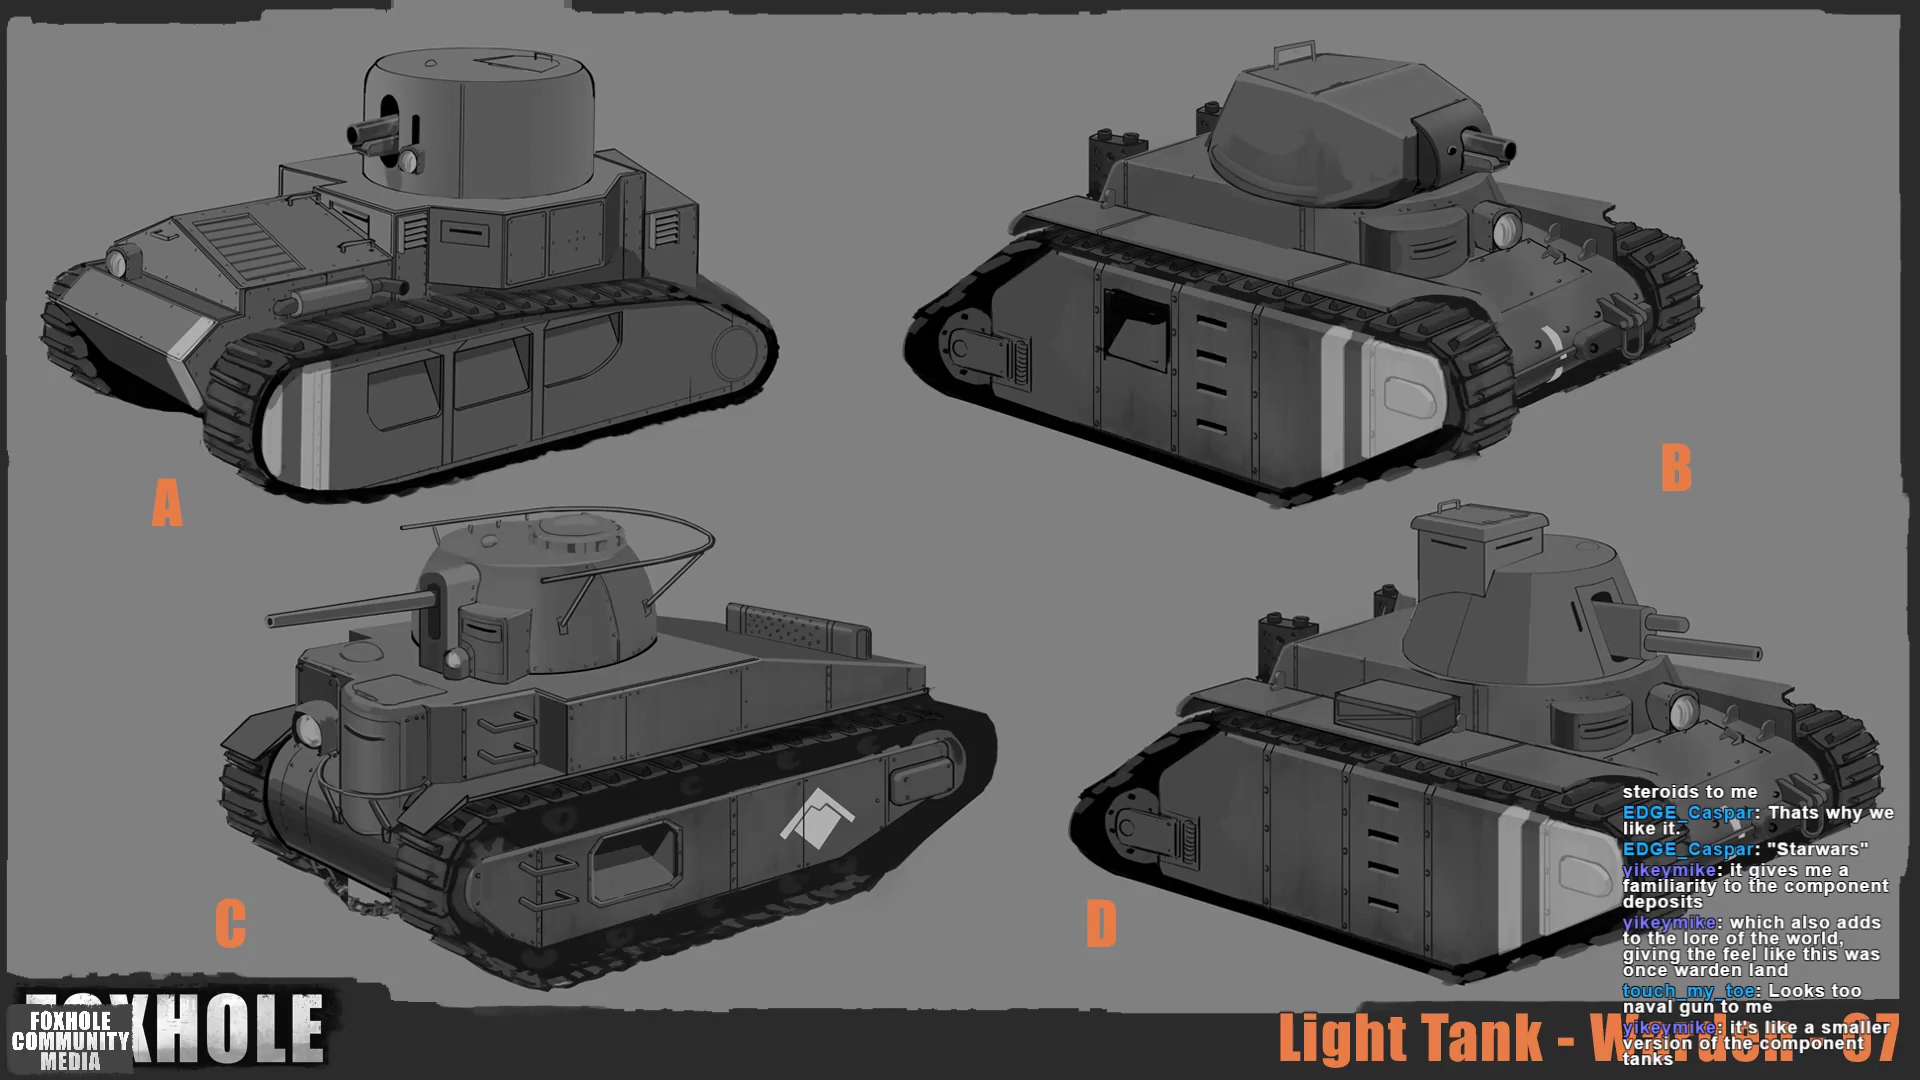 A
B
C
D
steroids to me
EDGE_Caspar: Thats why we
like it.
EDGE_Caspar: "Starwars"
yikeymike: it gives me a
familiarity to the component
deposits
yikeymike: which also adds
to the lore of the world,
giving the feel like this was
once warden land
touch_my_toe: Looks too
naval gun to me
yikeymike: it's like a smaller
version of the component
tanks
FOXHOLE
FOXHOLE
COMMUNITY
MEDIA
Light Tank - Warden - 37